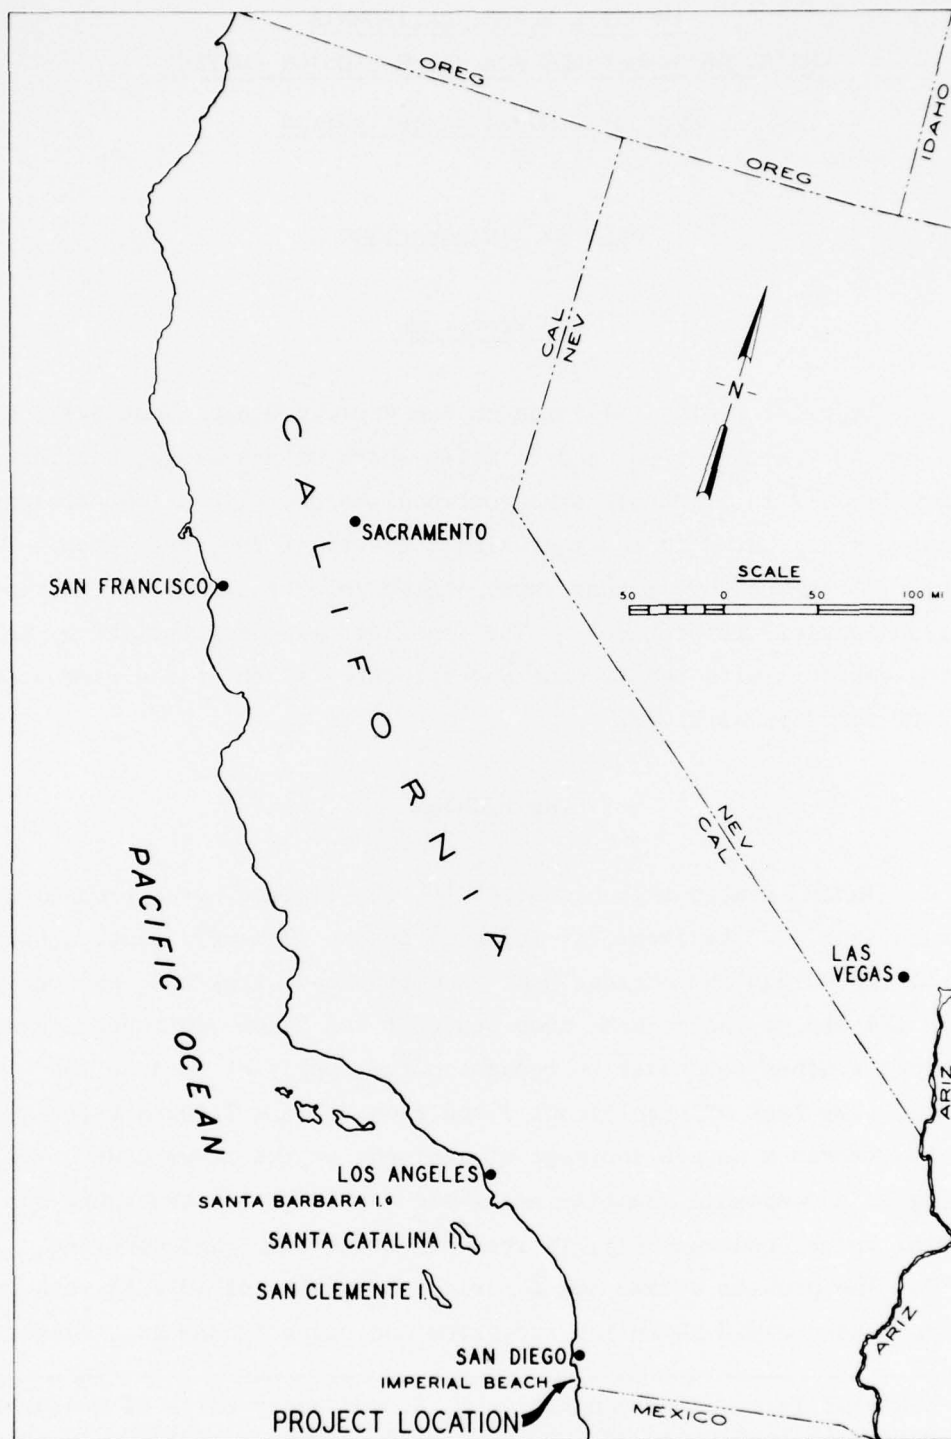 OREG
IDAHO
OREG
CAL
NEV
N
CALIFORNIA
SACRAMENTO
SAN FRANCISCO
SCALE
50 0 50 100 MI
NEV
CAL
PACIFIC OCEAN
LAS
VEGAS
ARIZ
LOS ANGELES
SANTA BARBARA I.
SANTA CATALINA I.
SAN CLEMENTE I.
ARIZ
SAN DIEGO
IMPERIAL BEACH
MEXICO
PROJECT LOCATION